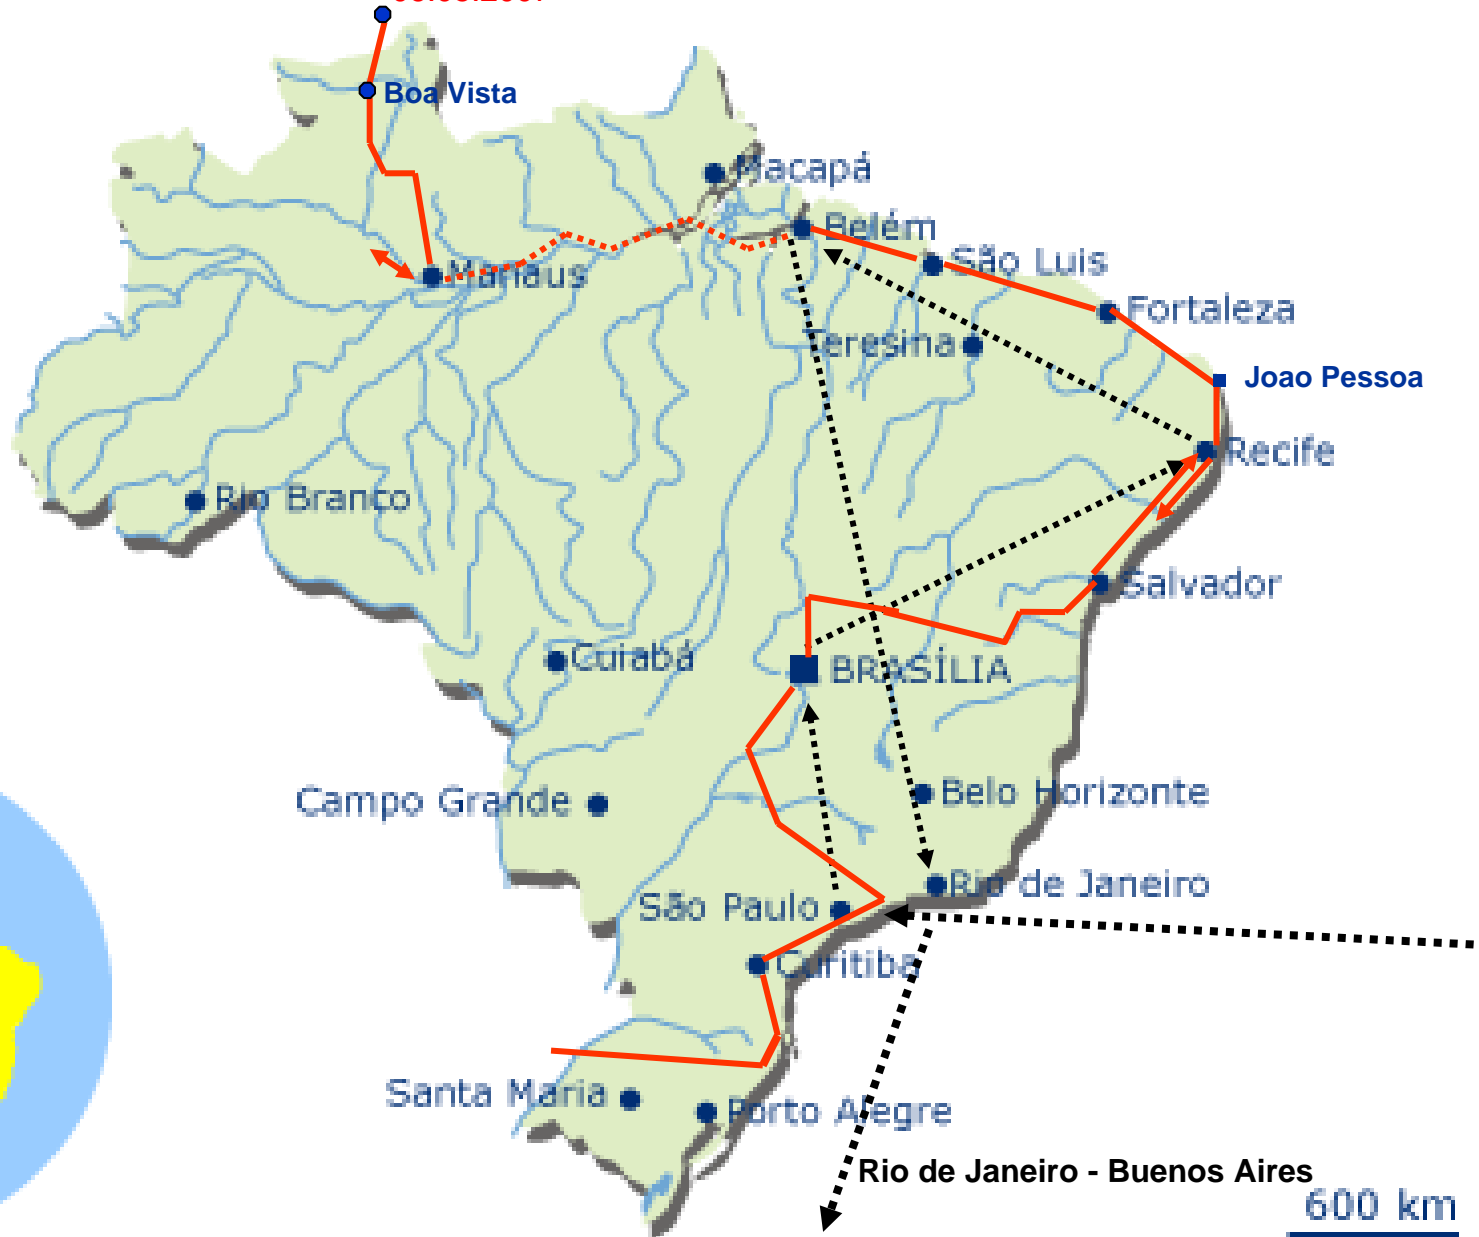 Boa Vista
Macapá
Belém
São Luis
Manaus
Fortaleza
Teresina
Joao Pessoa
Recife
Rio Branco
Salvador
Cuiabá
BRASÍLIA
Campo Grande
Belo Horizonte
Rio de Janeiro
São Paulo
Curitiba
Santa Maria
Porto Alegre
Rio de Janeiro - Buenos Aires
600 km